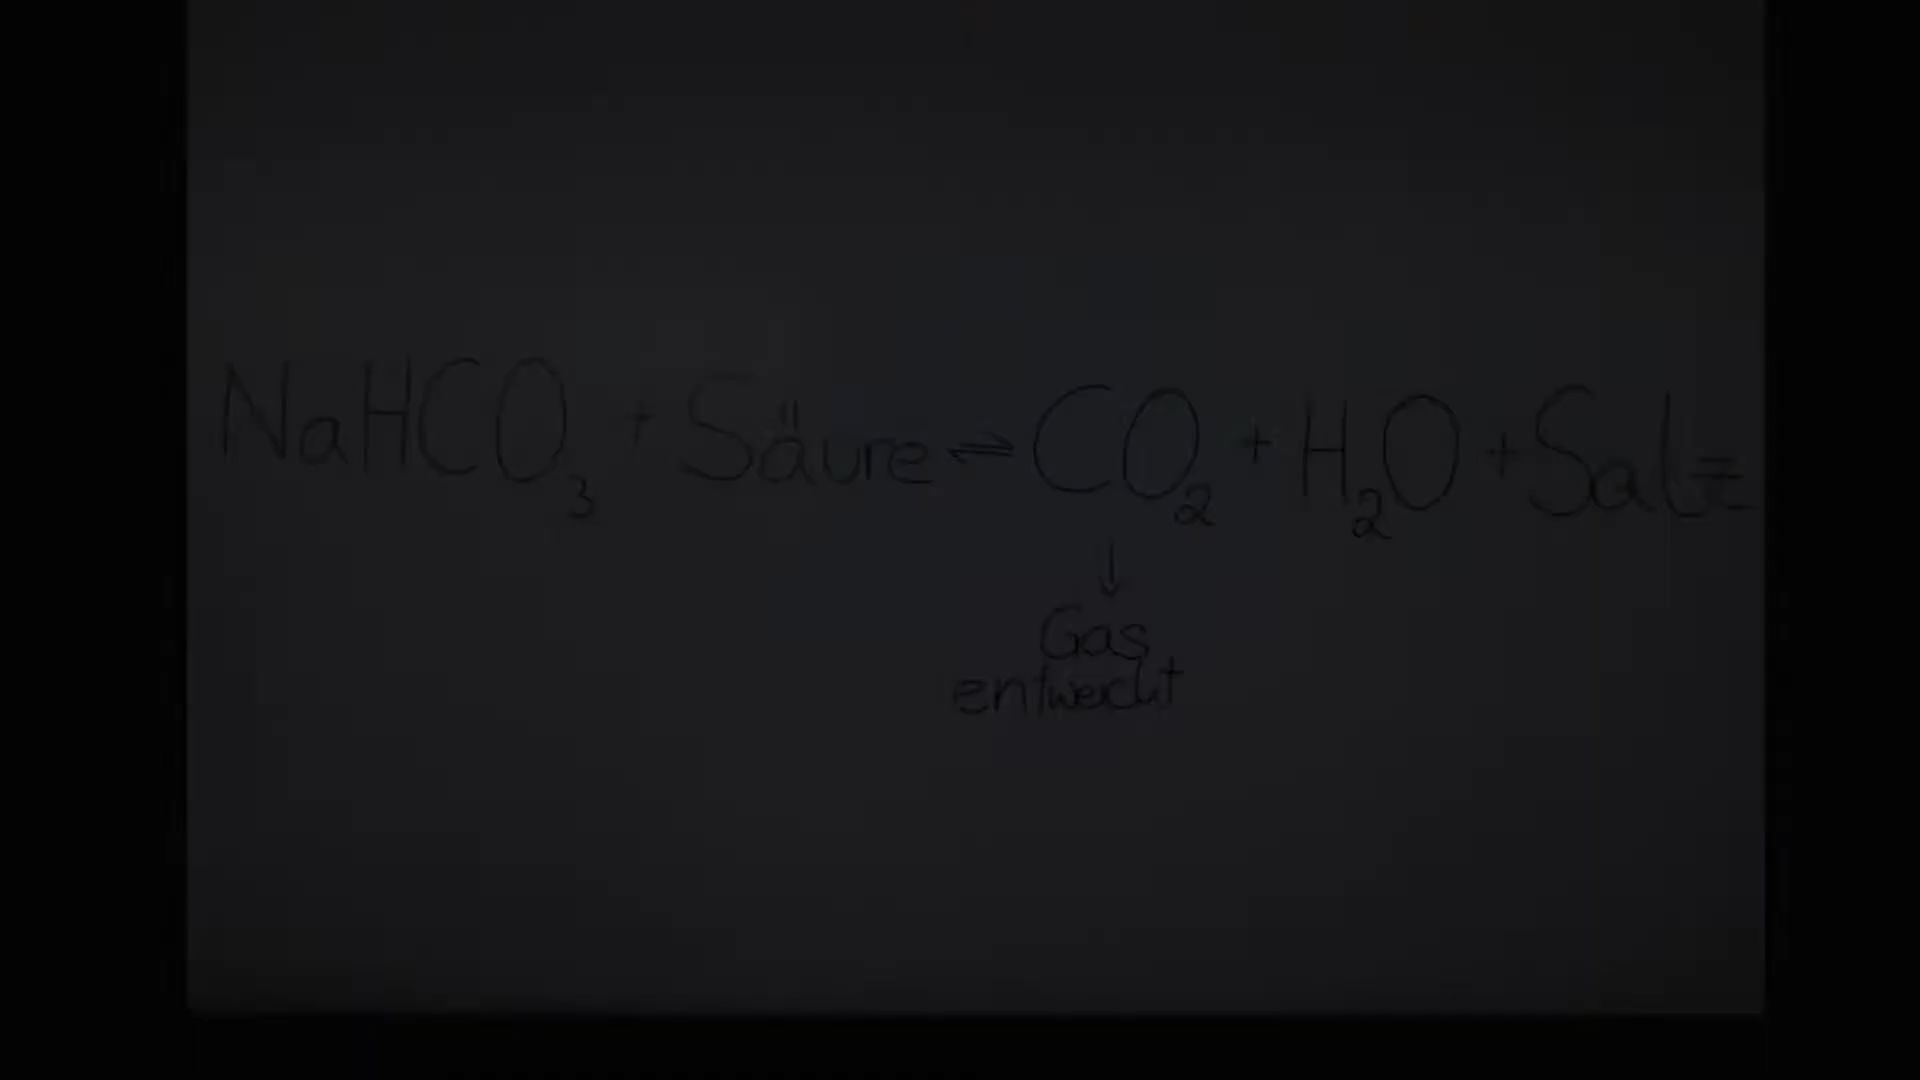 NaHCO₃ + Säure ⇌ CO₂ + H₂O + Salz
↓
Gas
entweicht